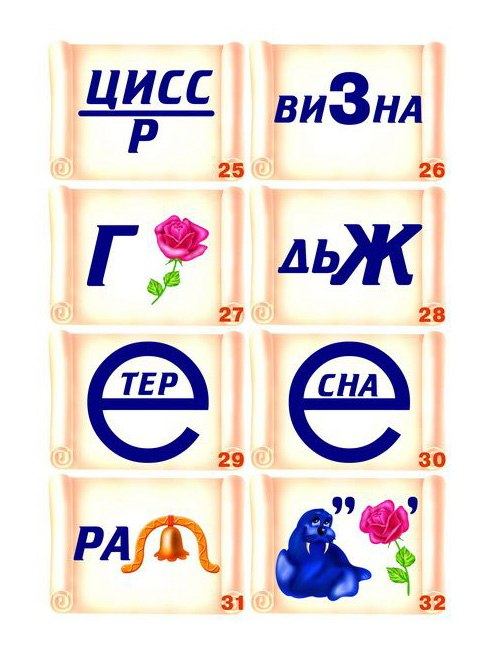 ЦИСС
Р
25
ВИЗНА
26
Г
27
ДЬЖ
28
е ТЕР
29
е СНА
30
РА
31
,, ,
32